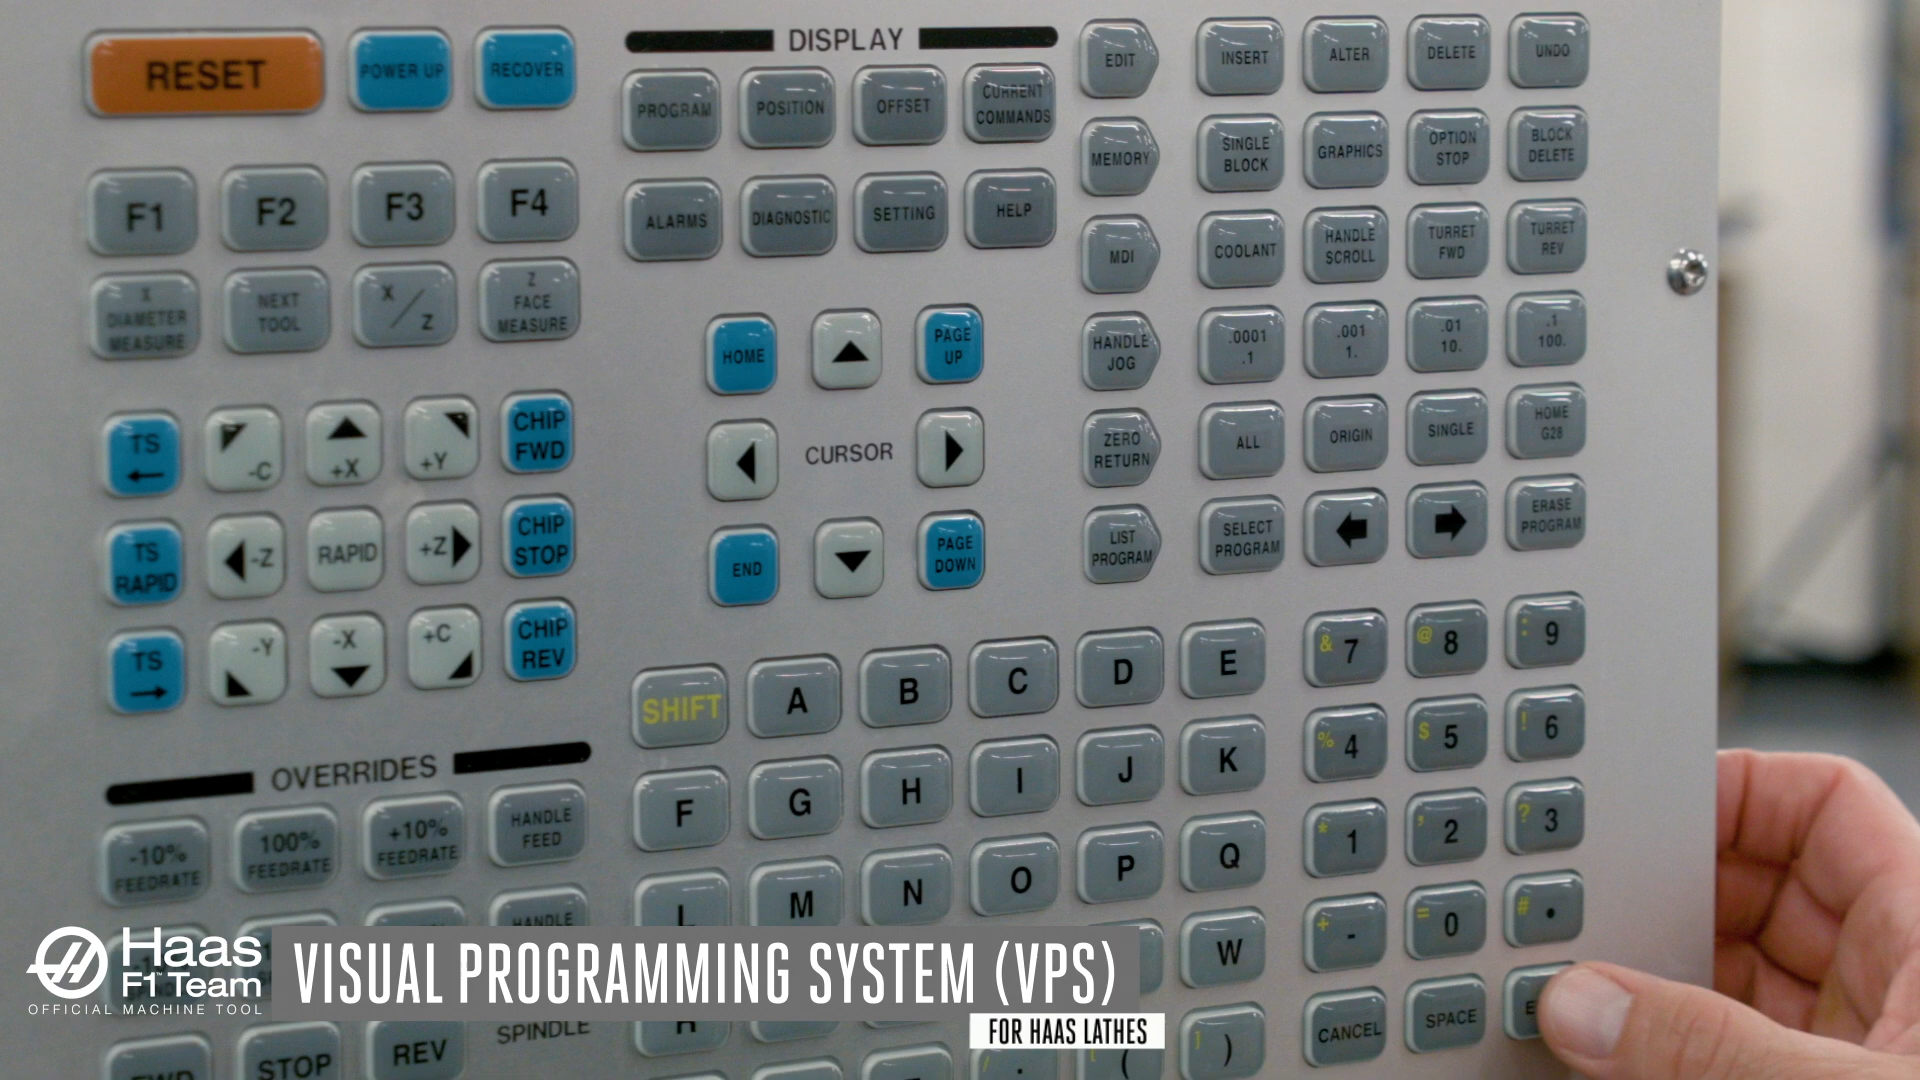 RESET
POWER UP
RECOVER
F1
F2
F3
F4
X
DIAMETER
MEASURE
NEXT
TOOL
X
Z
Z
FACE
MEASURE
TS
-C
+X
+Y
CHIP
FWD
TS
RAPID
-Z
RAPID
+Z
CHIP
STOP
TS
-Y
-X
+C
CHIP
REV
OVERRIDES
-10%
FEEDRATE
100%
FEEDRATE
+10%
FEEDRATE
HANDLE
FEED
HANDLE
FWD
STOP
REV
SPINDLE
DISPLAY
PROGRAM
POSITION
OFFSET
CURRENT
COMMANDS
ALARMS
DIAGNOSTIC
SETTING
HELP
HOME
PAGE
UP
CURSOR
END
PAGE
DOWN
EDIT
INSERT
ALTER
DELETE
UNDO
MEMORY
SINGLE
BLOCK
GRAPHICS
OPTION
STOP
BLOCK
DELETE
MDI
COOLANT
HANDLE
SCROLL
TURRET
FWD
TURRET
REV
HANDLE
JOG
.0001
.1
.001
1.
.01
10.
.1
100.
ZERO
RETURN
ALL
ORIGIN
SINGLE
HOME
G28
LIST
PROGRAM
SELECT
PROGRAM
ERASE
PROGRAM
SHIFT
A
B
C
D
E
& 7
@ 8
: 9
F
G
H
I
J
K
% 4
$ 5
! 6
L
M
N
O
P
Q
* 1
, 2
? 3
W
+ -
= 0
# .
R
)
CANCEL
SPACE
Haas
F1 Team
OFFICIAL MACHINE TOOL
VISUAL PROGRAMMING SYSTEM (VPS)
FOR HAAS LATHES